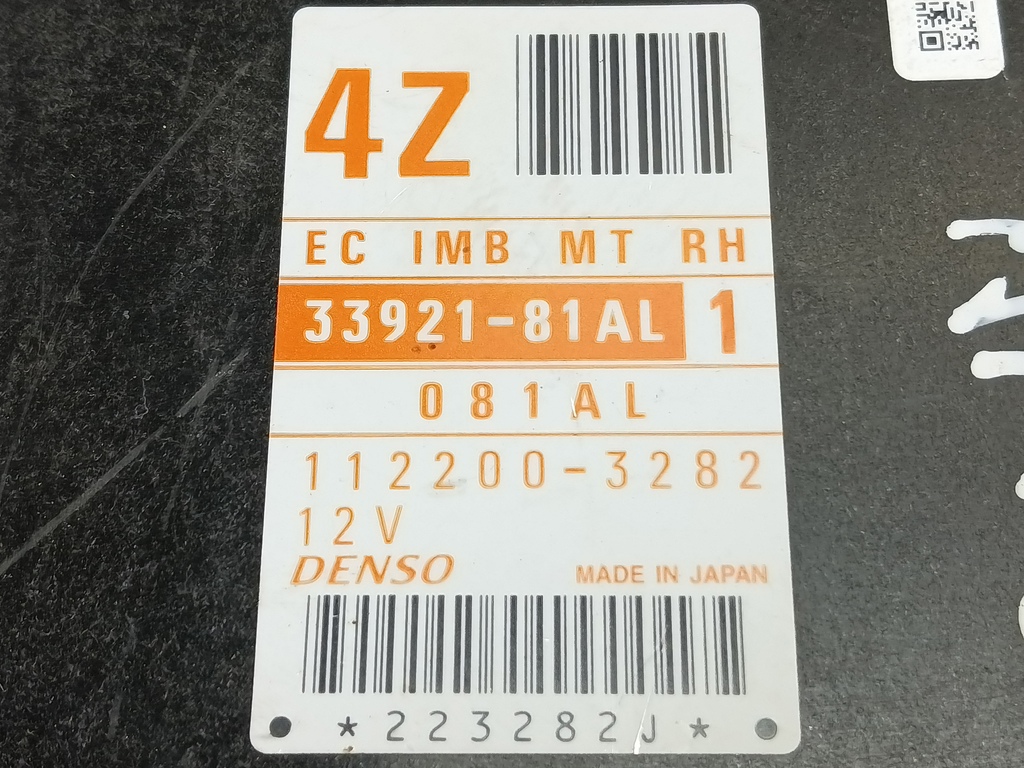 4Z
EC IMB MT RH
33921-81AL 1
081AL
112200-3282
12V
DENSO MADE IN JAPAN
*223282J*